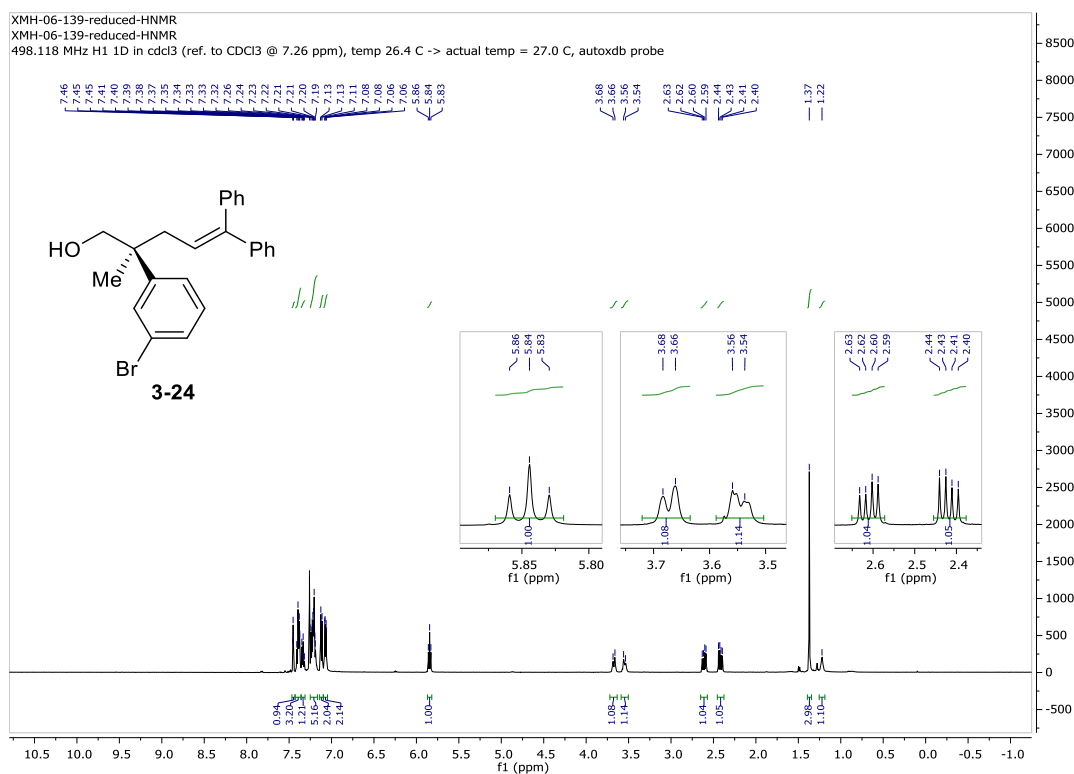 XMH-06-139-reduced-HNMR
XMH-06-139-reduced-HNMR
498.118 MHz H1 1D in cdcl3 (ref. to CDCl3 @ 7.26 ppm), temp 26.4 C -> actual temp = 27.0 C, autoxdb probe
7.46 7.45 7.45 7.41 7.40 7.39 7.38 7.37 7.35 7.34 7.33 7.33 7.32 7.26 7.24 7.23 7.22 7.21 7.21 7.20 7.19 7.13 7.13 7.11 7.08 7.08 7.06 7.06 5.86 5.84 5.83 3.68 3.66 3.56 3.54 2.63 2.62 2.60 2.59 2.44 2.43 2.41 2.40 1.37 1.22
Ph
HO
Ph
Me
Br
3-24
5.86 5.84 5.83
1.00
5.85 5.80
f1 (ppm)
3.68 3.66 3.56 3.54
1.08 1.14
3.7 3.6 3.5
f1 (ppm)
2.63 2.62 2.60 2.59 2.44 2.43 2.41 2.40
1.04 1.05
2.6 2.5 2.4
f1 (ppm)
8500
8000
7500
7000
6500
6000
5500
5000
4500
4000
3500
3000
2500
2000
1500
1000
500
0
-500
0.94 3.20 1.21 5.16 2.04 2.14 1.00 1.08 1.14 1.04 1.05 2.98 1.10
10.5 10.0 9.5 9.0 8.5 8.0 7.5 7.0 6.5 6.0 5.5 5.0 4.5 4.0 3.5 3.0 2.5 2.0 1.5 1.0 0.5 0.0 -0.5 -1.0
f1 (ppm)